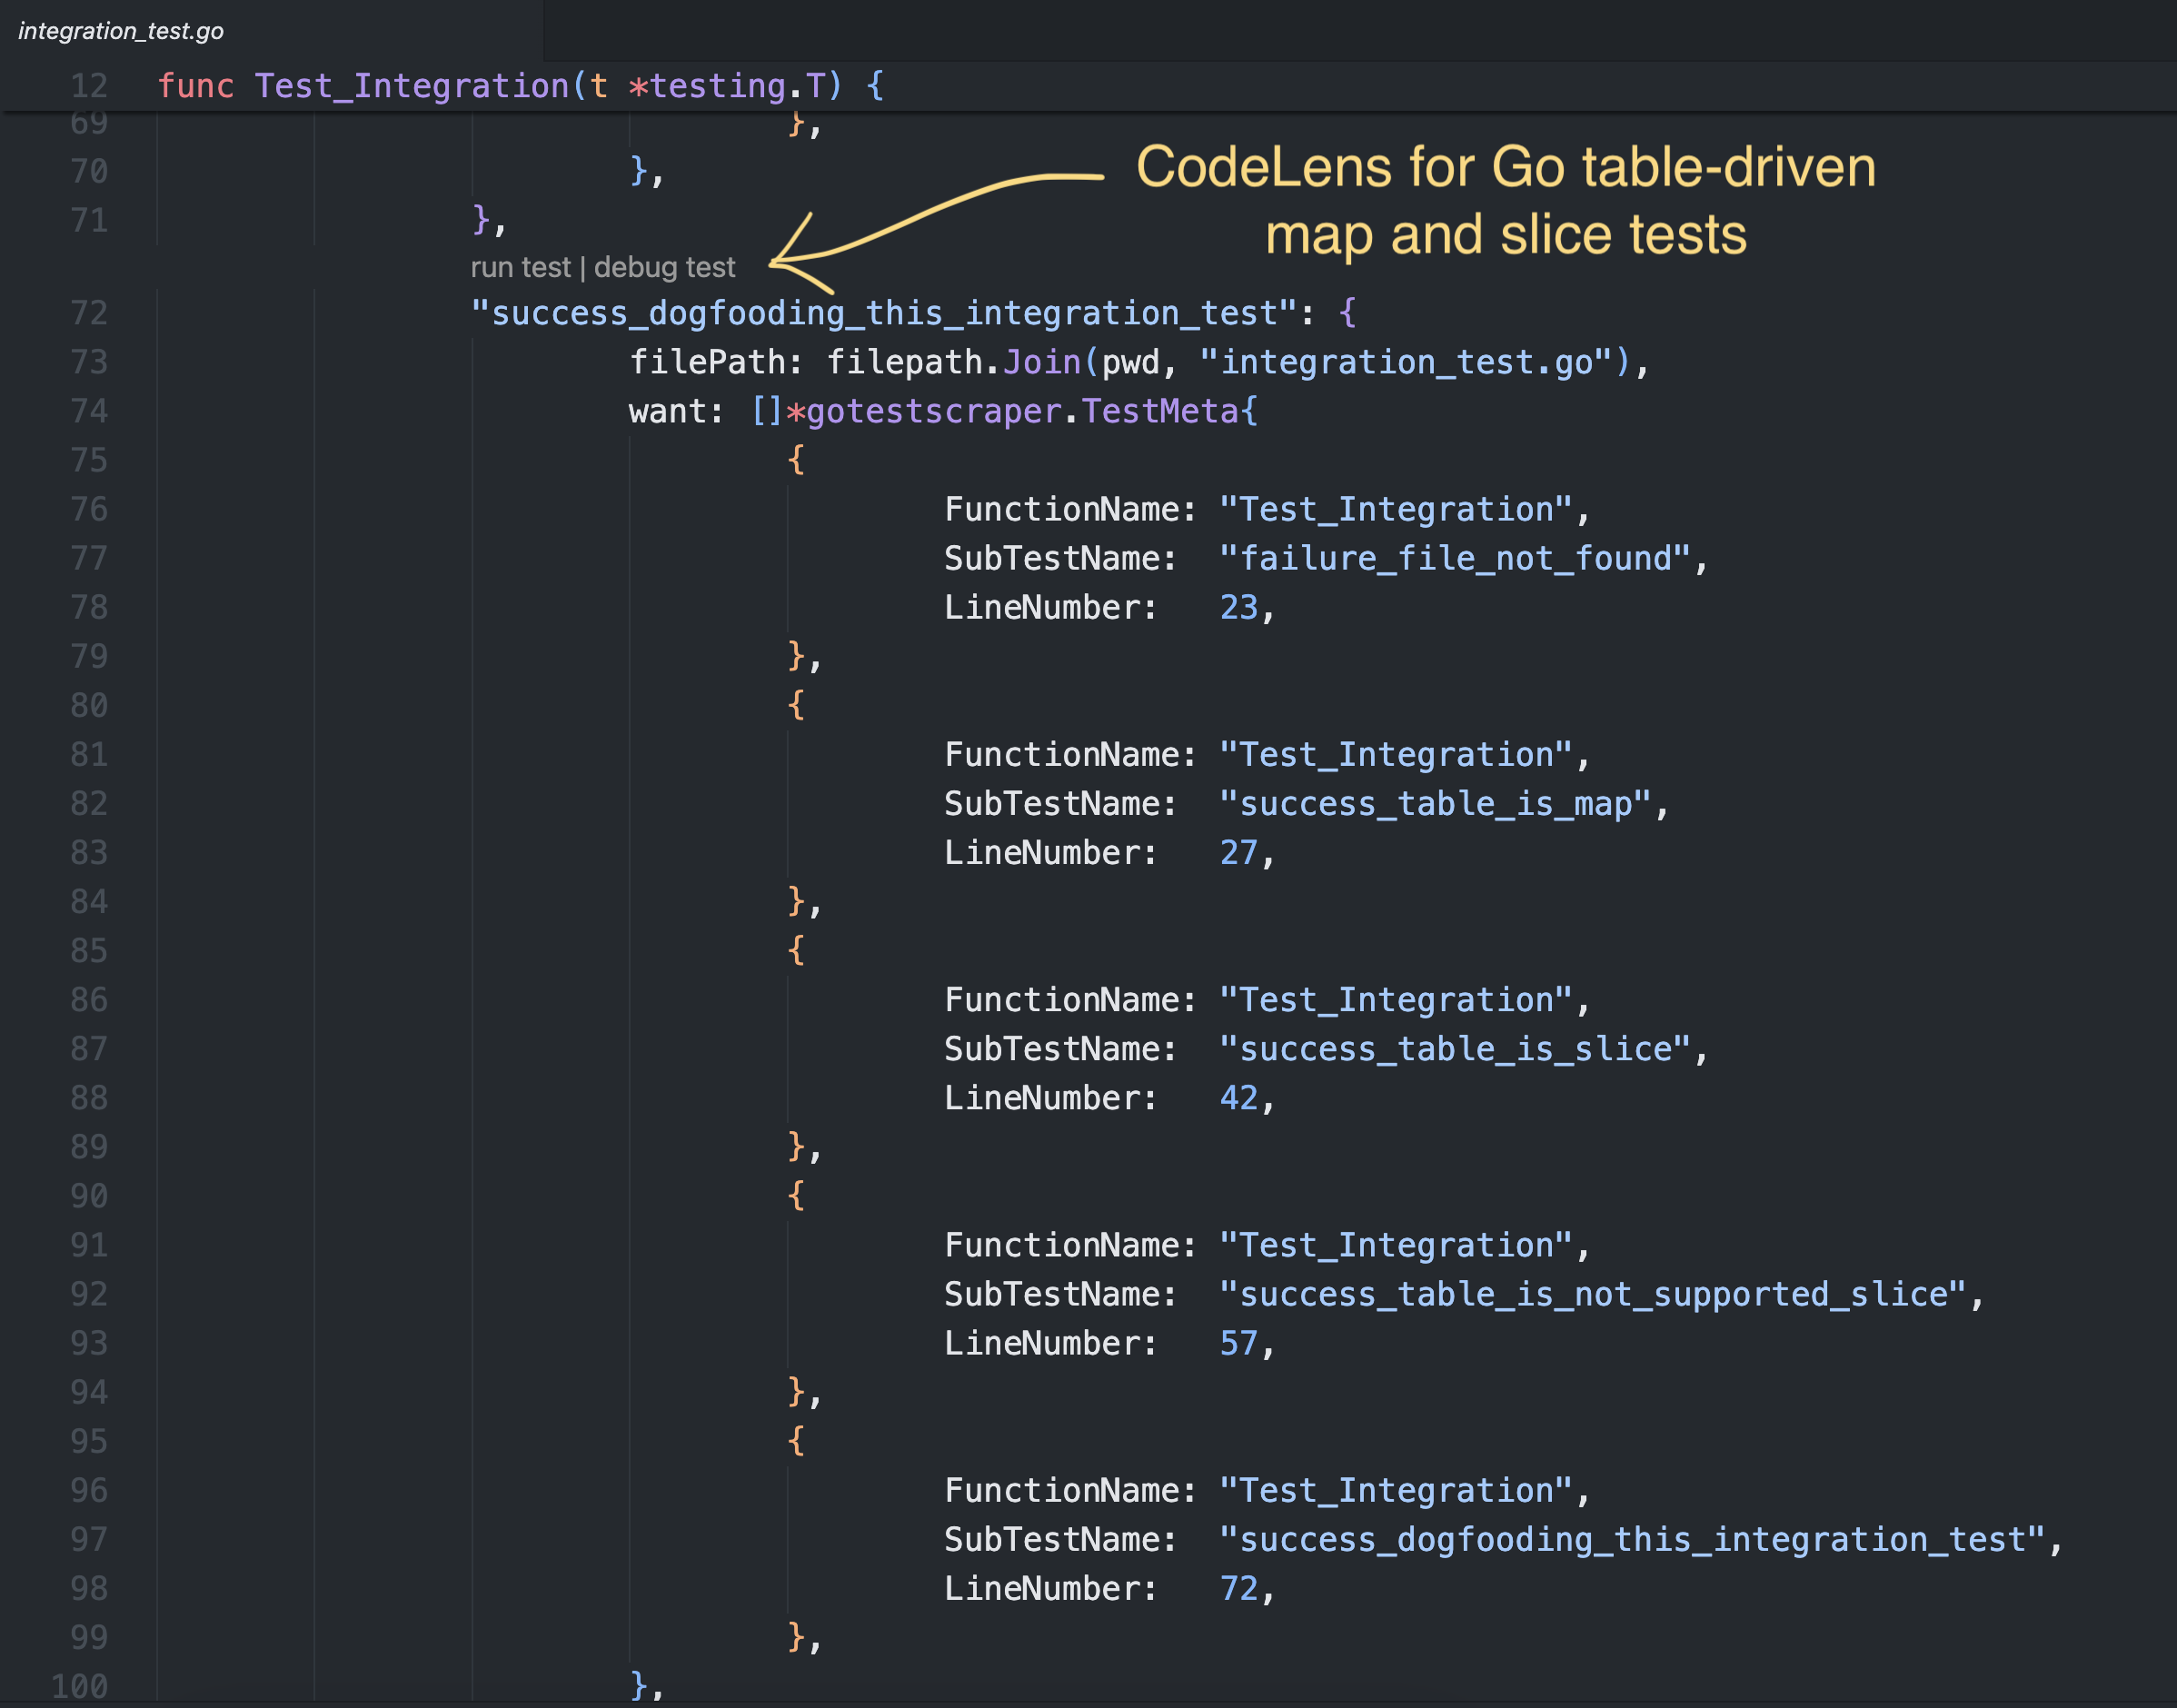 integration_test.go
12 func Test_Integration(t *testing.T) {
69 },
70 },
71 },
CodeLens for Go table-driven
map and slice tests
run test | debug test
72 "success_dogfooding_this_integration_test": {
73 filePath: filepath.Join(pwd, "integration_test.go"),
74 want: []*gotestscraper.TestMeta{
75 {
76 FunctionName: "Test_Integration",
77 SubTestName: "failure_file_not_found",
78 LineNumber: 23,
79 },
80 {
81 FunctionName: "Test_Integration",
82 SubTestName: "success_table_is_map",
83 LineNumber: 27,
84 },
85 {
86 FunctionName: "Test_Integration",
87 SubTestName: "success_table_is_slice",
88 LineNumber: 42,
89 },
90 {
91 FunctionName: "Test_Integration",
92 SubTestName: "success_table_is_not_supported_slice",
93 LineNumber: 57,
94 },
95 {
96 FunctionName: "Test_Integration",
97 SubTestName: "success_dogfooding_this_integration_test",
98 LineNumber: 72,
99 },
100 },